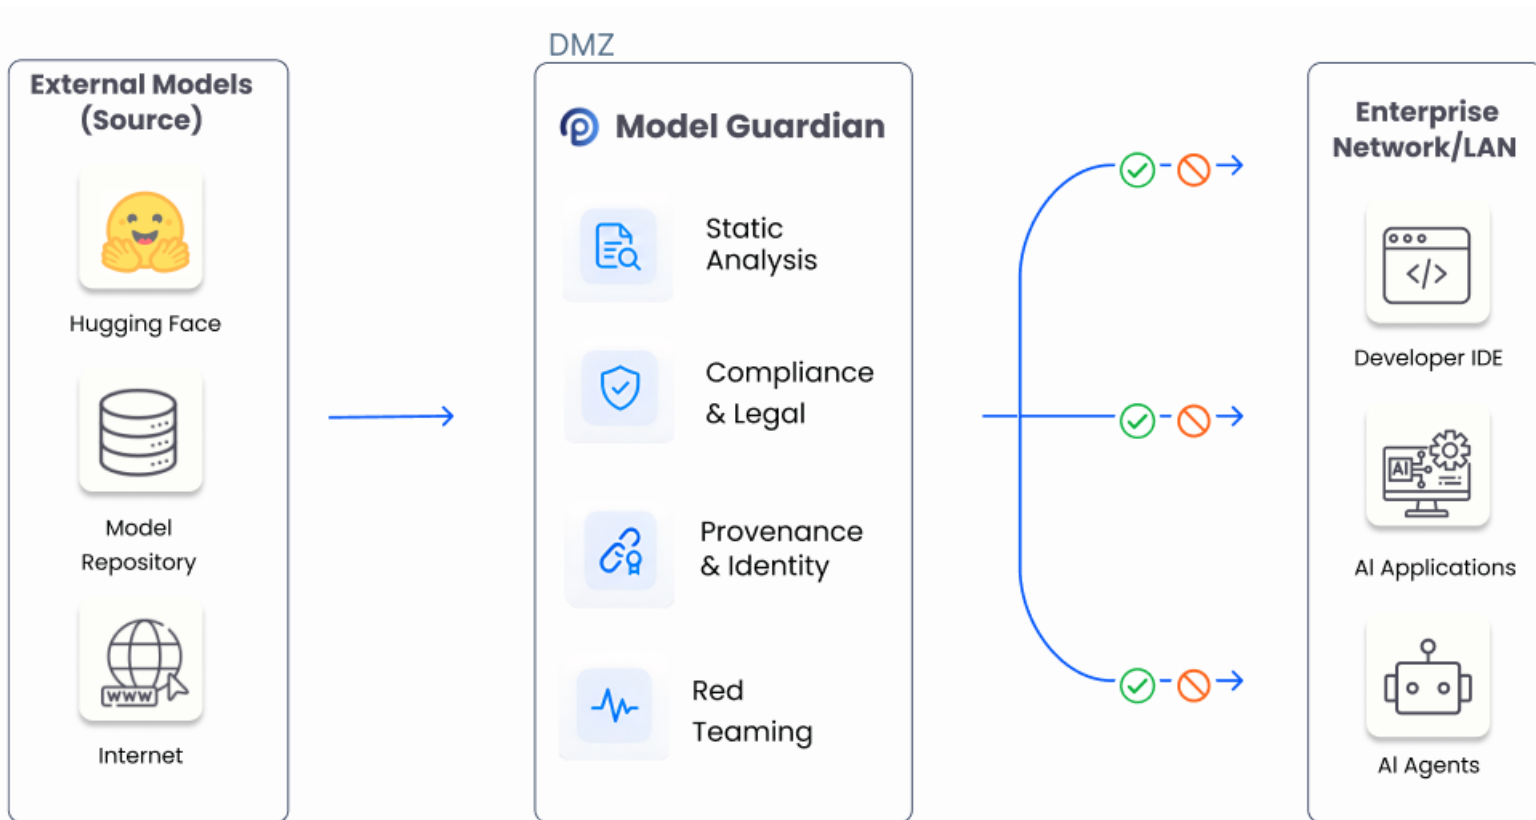 External Models
(Source)
Hugging Face
Model
Repository
WWW
Internet
DMZ
Model Guardian
Static
Analysis
Compliance
& Legal
Provenance
& Identity
Red
Teaming
Enterprise
Network/LAN
</>
Developer IDE
AI
AI Applications
AI Agents